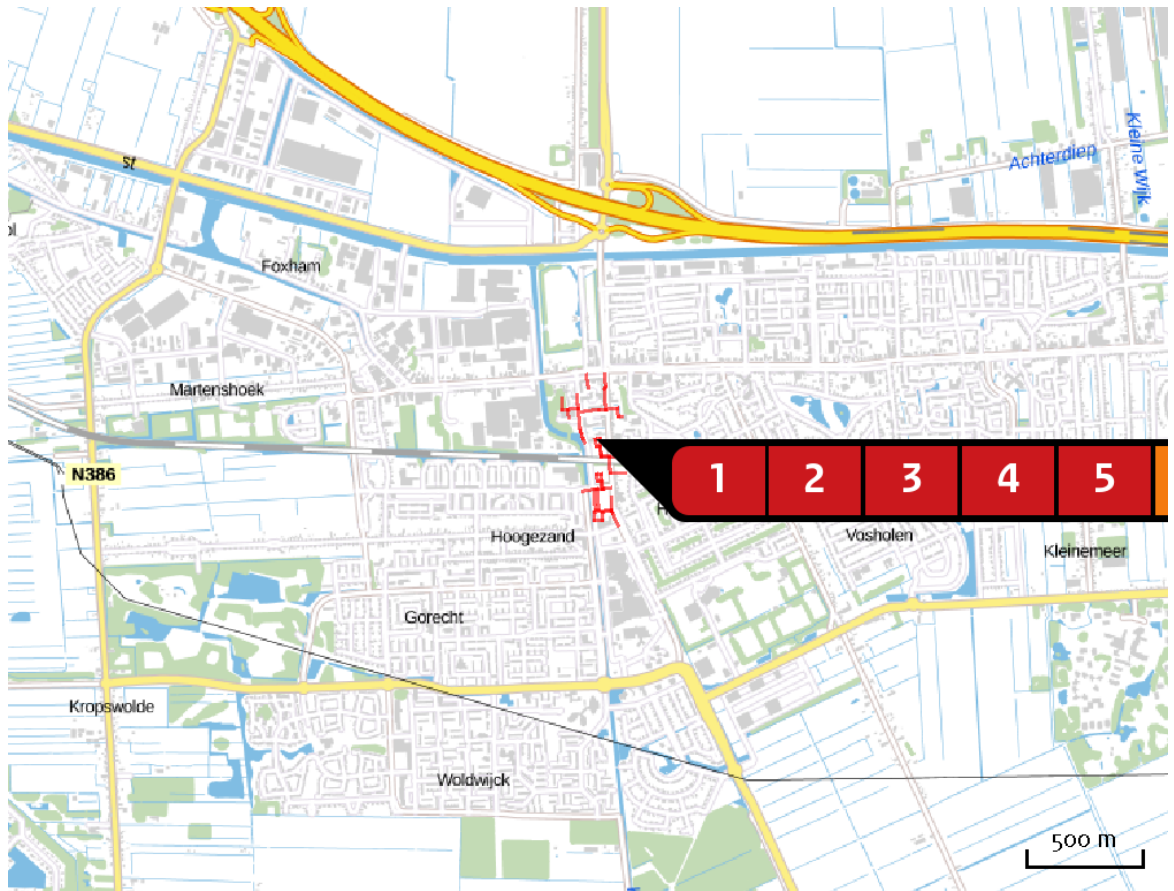 St
Achterdiep
Kleine Wijk
ol
Foxham
Martenshoek
N386
1 2 3 4 5
H
Hoogezand
Vosholen
Kleinemeer
Gorecht
Kropswolde
Woldwijck
500 m